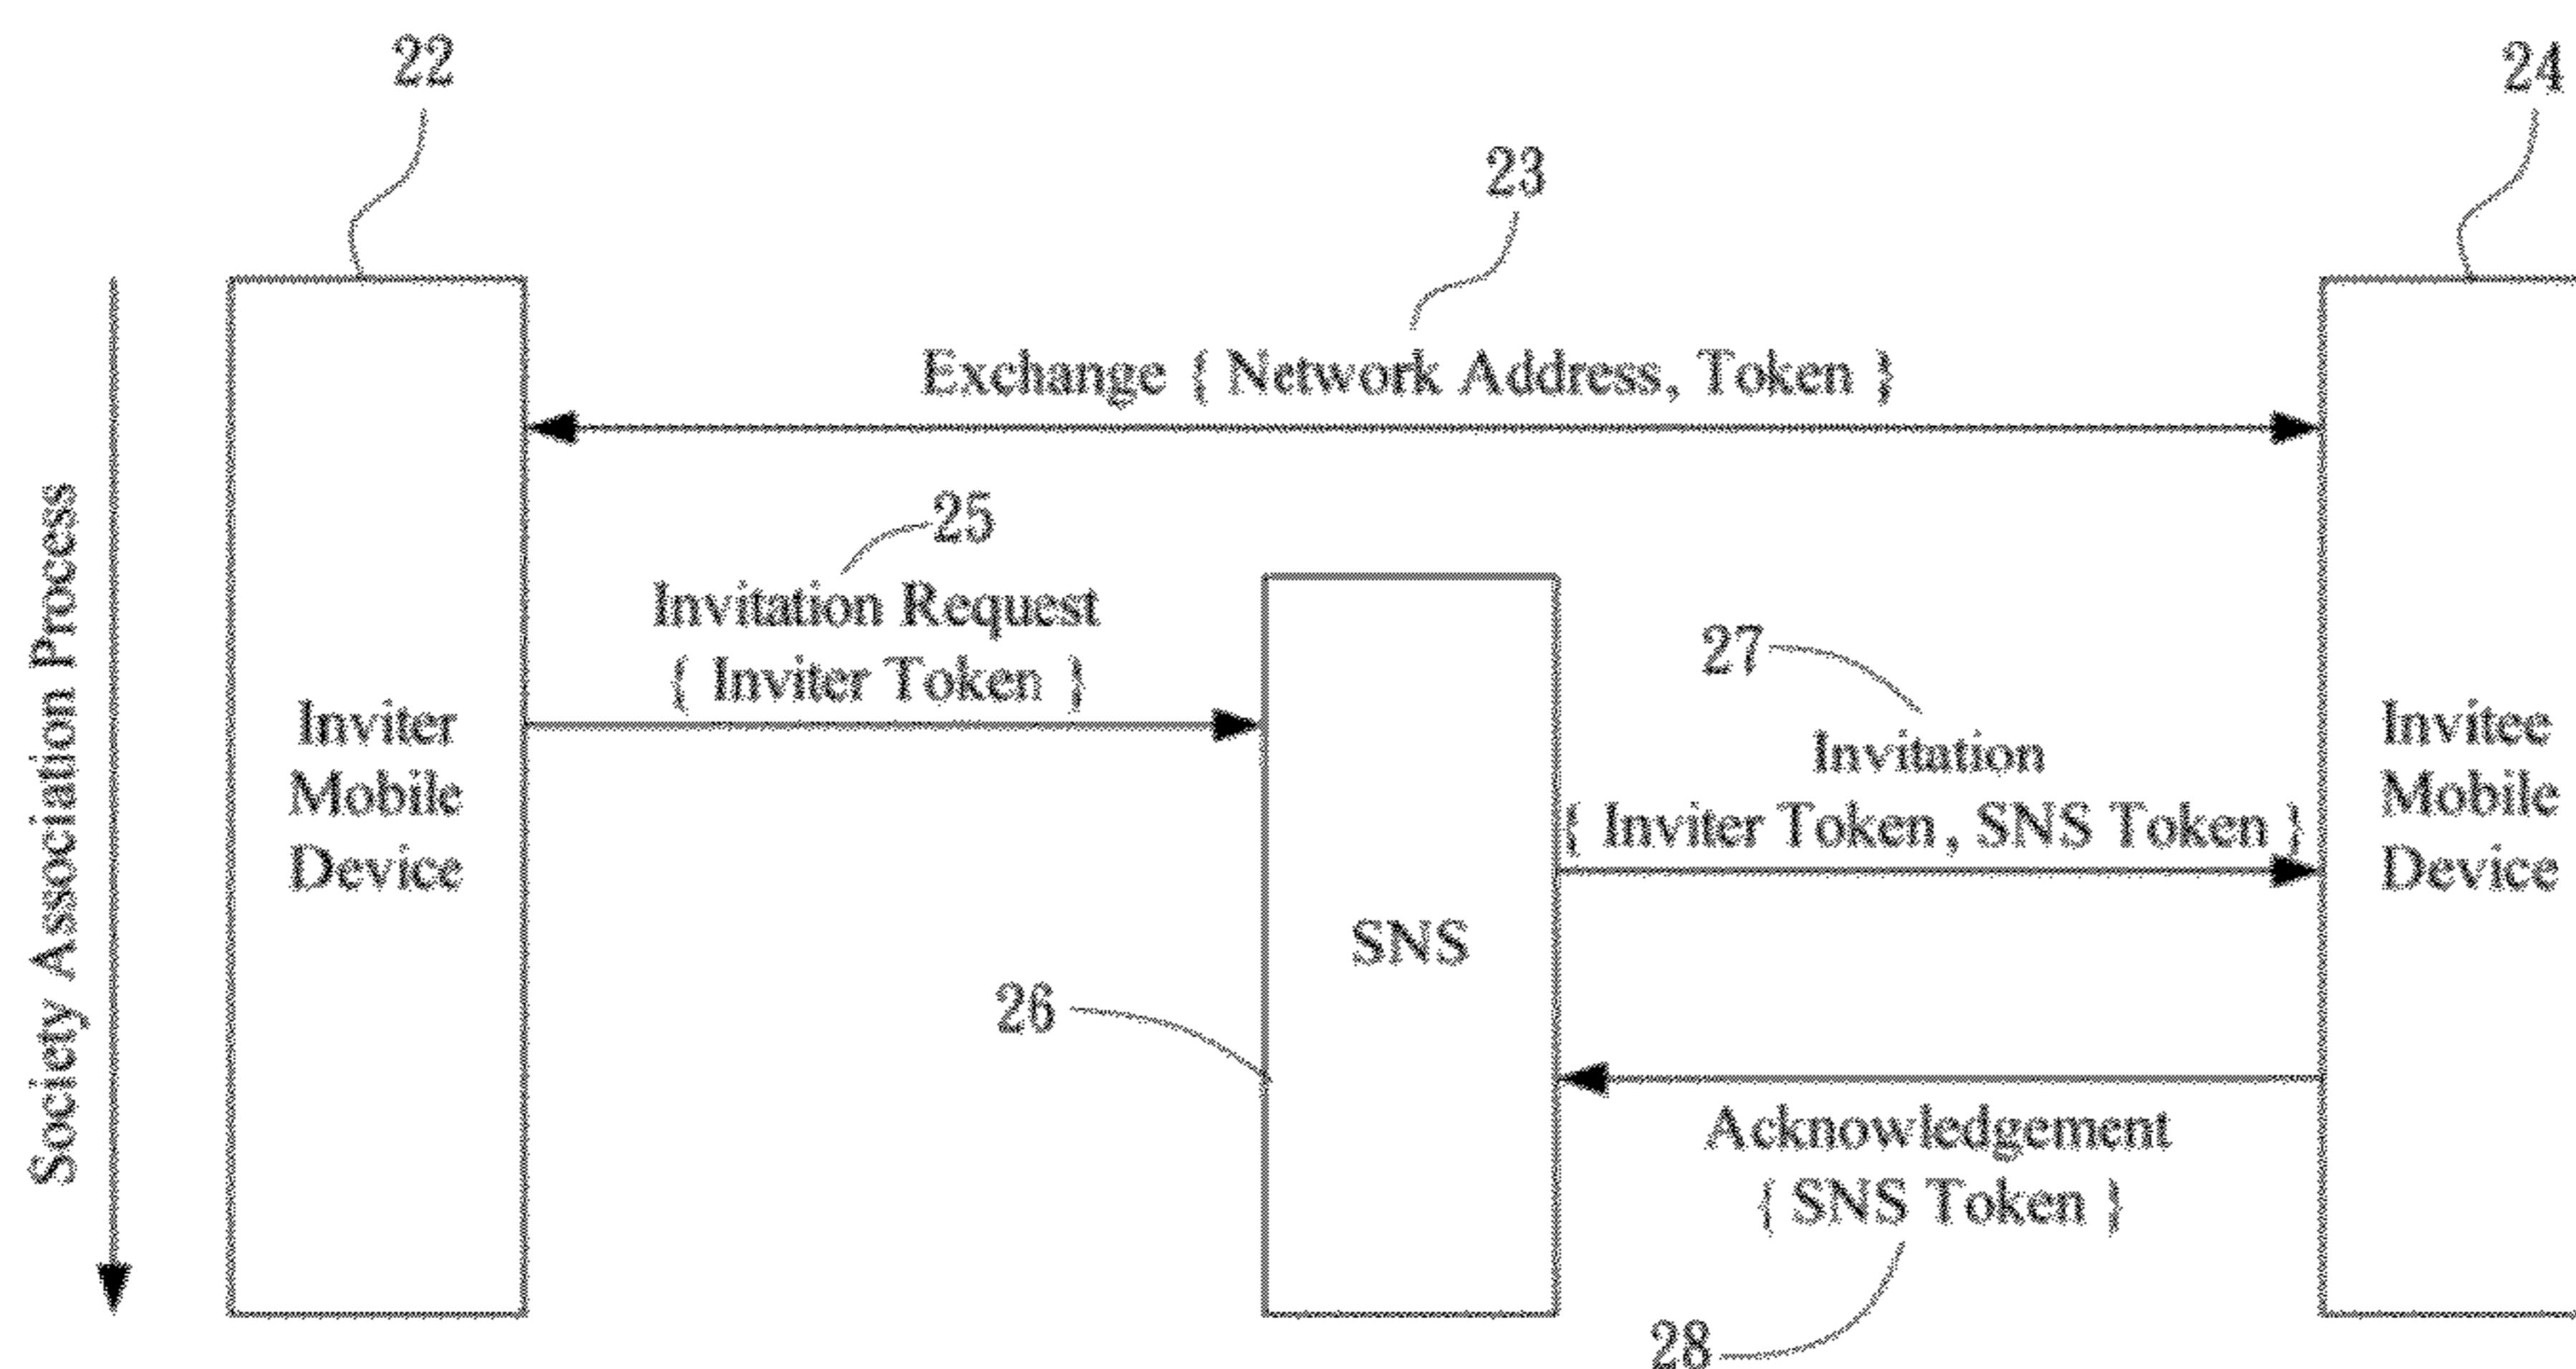 22
24
23
Exchange { Network Address, Token }
25
Invitation Request
{ Inviter Token }
27
Invitation
{ Inviter Token, SNS Token }
Society Association Process
Inviter
Mobile
Device
SNS
Invitee
Mobile
Device
26
Acknowledgement
{ SNS Token }
28